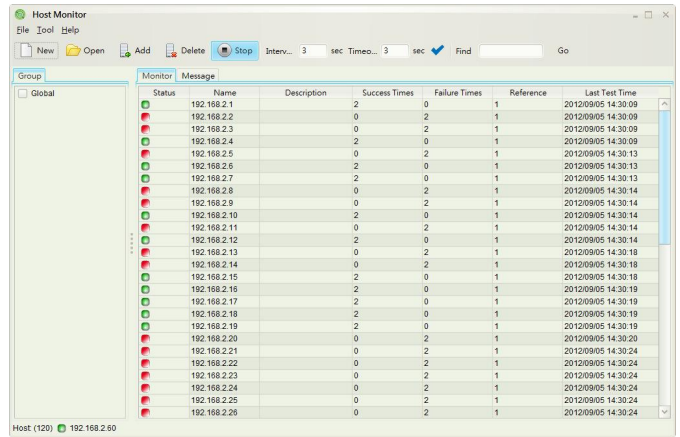 Host Monitor
File Tool Help
New Open Add Delete Stop Interv... 3 sec Timeo... 3 sec Find Go
Group Monitor Message
Global
Status Name Description Success Times Failure Times Reference Last Test Time
192.168.2.1 2 0 1 2012/09/05 14:30:09
192.168.2.2 0 2 1 2012/09/05 14:30:09
192.168.2.3 0 2 1 2012/09/05 14:30:09
192.168.2.4 2 0 1 2012/09/05 14:30:09
192.168.2.5 0 2 1 2012/09/05 14:30:13
192.168.2.6 2 0 1 2012/09/05 14:30:13
192.168.2.7 2 0 1 2012/09/05 14:30:13
192.168.2.8 0 2 1 2012/09/05 14:30:14
192.168.2.9 0 2 1 2012/09/05 14:30:14
192.168.2.10 2 0 1 2012/09/05 14:30:14
192.168.2.11 0 2 1 2012/09/05 14:30:14
192.168.2.12 2 0 1 2012/09/05 14:30:14
192.168.2.13 0 2 1 2012/09/05 14:30:18
192.168.2.14 0 2 1 2012/09/05 14:30:18
192.168.2.15 2 0 1 2012/09/05 14:30:18
192.168.2.16 2 0 1 2012/09/05 14:30:19
192.168.2.17 2 0 1 2012/09/05 14:30:19
192.168.2.18 2 0 1 2012/09/05 14:30:19
192.168.2.19 2 0 1 2012/09/05 14:30:19
192.168.2.20 0 2 1 2012/09/05 14:30:20
192.168.2.21 0 2 1 2012/09/05 14:30:24
192.168.2.22 0 2 1 2012/09/05 14:30:24
192.168.2.23 0 2 1 2012/09/05 14:30:24
192.168.2.24 0 2 1 2012/09/05 14:30:24
192.168.2.25 0 2 1 2012/09/05 14:30:24
192.168.2.26 0 2 1 2012/09/05 14:30:24
Host (120) 192.168.2.60